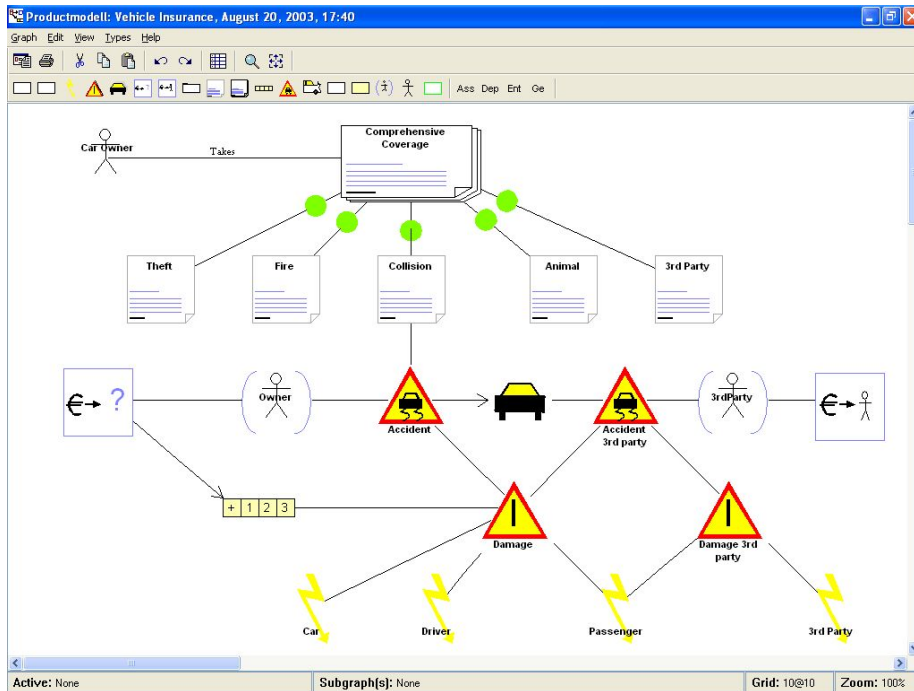 Productmodell: Vehicle Insurance, August 20, 2003, 17:40
Graph Edit View Types Help
Ass Dep Ent Ge
Comprehensive
Coverage
Car Owner
Takes
Theft
Fire
Collision
Animal
3rd Party
€ ?
Owner
Accident
Accident
3rd party
3rdParty
€
+ 1 2 3
Damage
Damage 3rd
party
Car
Driver
Passenger
3rd Party
Active: None
Subgraph(s): None
Grid: 10@10
Zoom: 100%